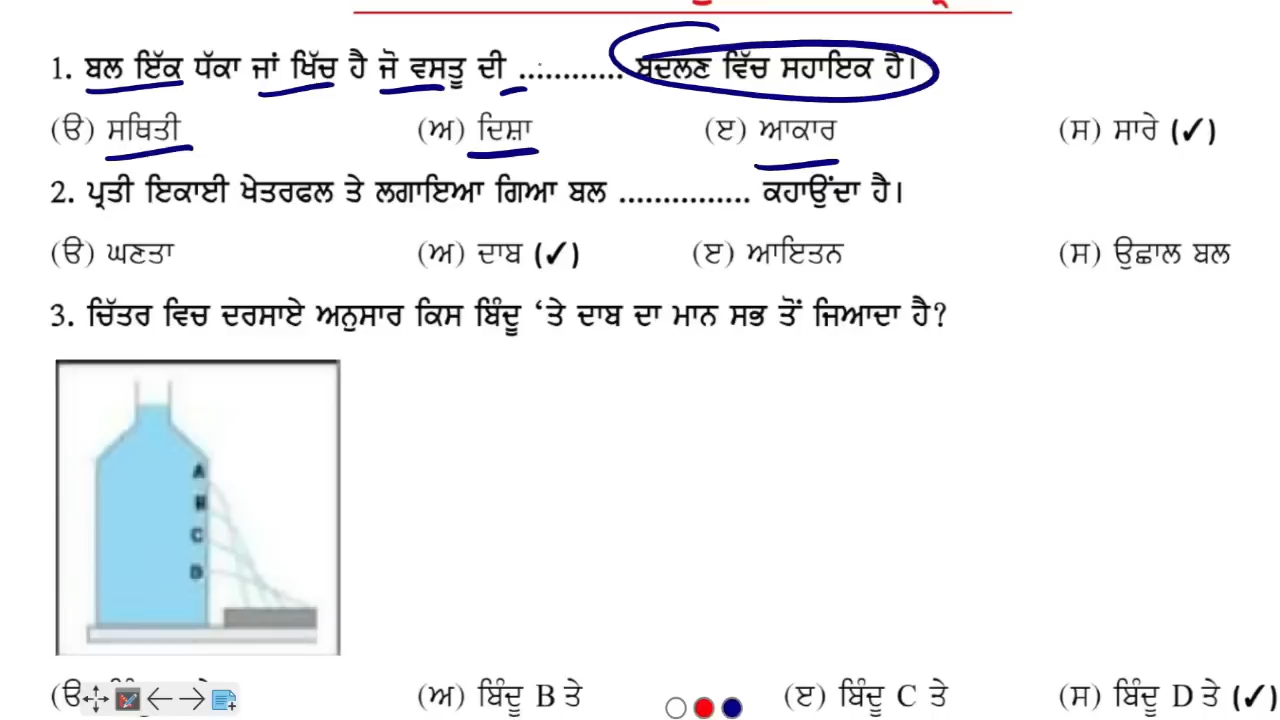 1. ਬਲ ਇੱਕ ਧੱਕਾ ਜਾਂ ਖਿੱਚ ਹੈ ਜੋ ਵਸਤੂ ਦੀ ............ ਬਦਲਣ ਵਿੱਚ ਸਹਾਇਕ ਹੈ।
(ੳ) ਸਥਿਤੀ (ਅ) ਦਿਸ਼ਾ (ੲ) ਆਕਾਰ (ਸ) ਸਾਰੇ (✓)
2. ਪ੍ਰਤੀ ਇਕਾਈ ਖੇਤਰਫਲ ਤੇ ਲਗਾਇਆ ਗਿਆ ਬਲ ............... ਕਹਾਉਂਦਾ ਹੈ।
(ੳ) ਘਣਤਾ (ਅ) ਦਾਬ (✓) (ੲ) ਆਇਤਨ (ਸ) ਉਛਾਲ ਬਲ
3. ਚਿੱਤਰ ਵਿਚ ਦਰਸਾਏ ਅਨੁਸਾਰ ਕਿਸ ਬਿੰਦੂ ‘ਤੇ ਦਾਬ ਦਾ ਮਾਨ ਸਭ ਤੋਂ ਜਿਆਦਾ ਹੈ?
A
C
D
(ੳ (ਅ) ਬਿੰਦੂ B ਤੇ (ੲ) ਬਿੰਦੂ C ਤੇ (ਸ) ਬਿੰਦੂ D ਤੇ (✓)